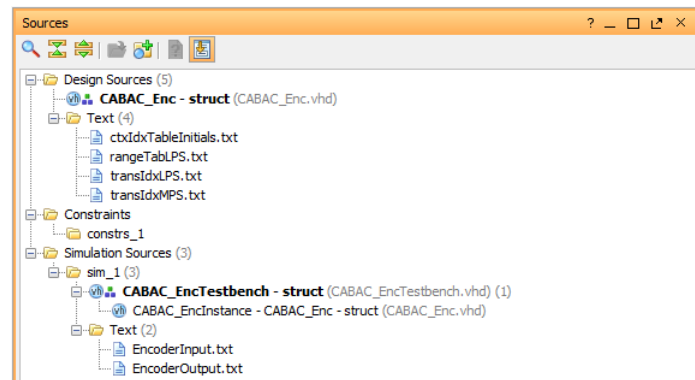 Sources
Design Sources (5)
CABAC_Enc - struct (CABAC_Enc.vhd)
Text (4)
ctxIdxTableInitials.txt
rangeTabLPS.txt
transIdxLPS.txt
transIdxMPS.txt
Constraints
constrs_1
Simulation Sources (3)
sim_1 (3)
CABAC_EncTestbench - struct (CABAC_EncTestbench.vhd) (1)
CABAC_EncInstance - CABAC_Enc - struct (CABAC_Enc.vhd)
Text (2)
EncoderInput.txt
EncoderOutput.txt